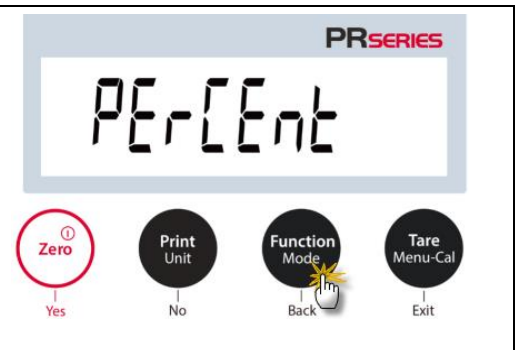 PRSERIES
PErCEnt
Zero
Print
Unit
Function
Mode
Tare
Menu-Cal
Yes
No
Back
Exit